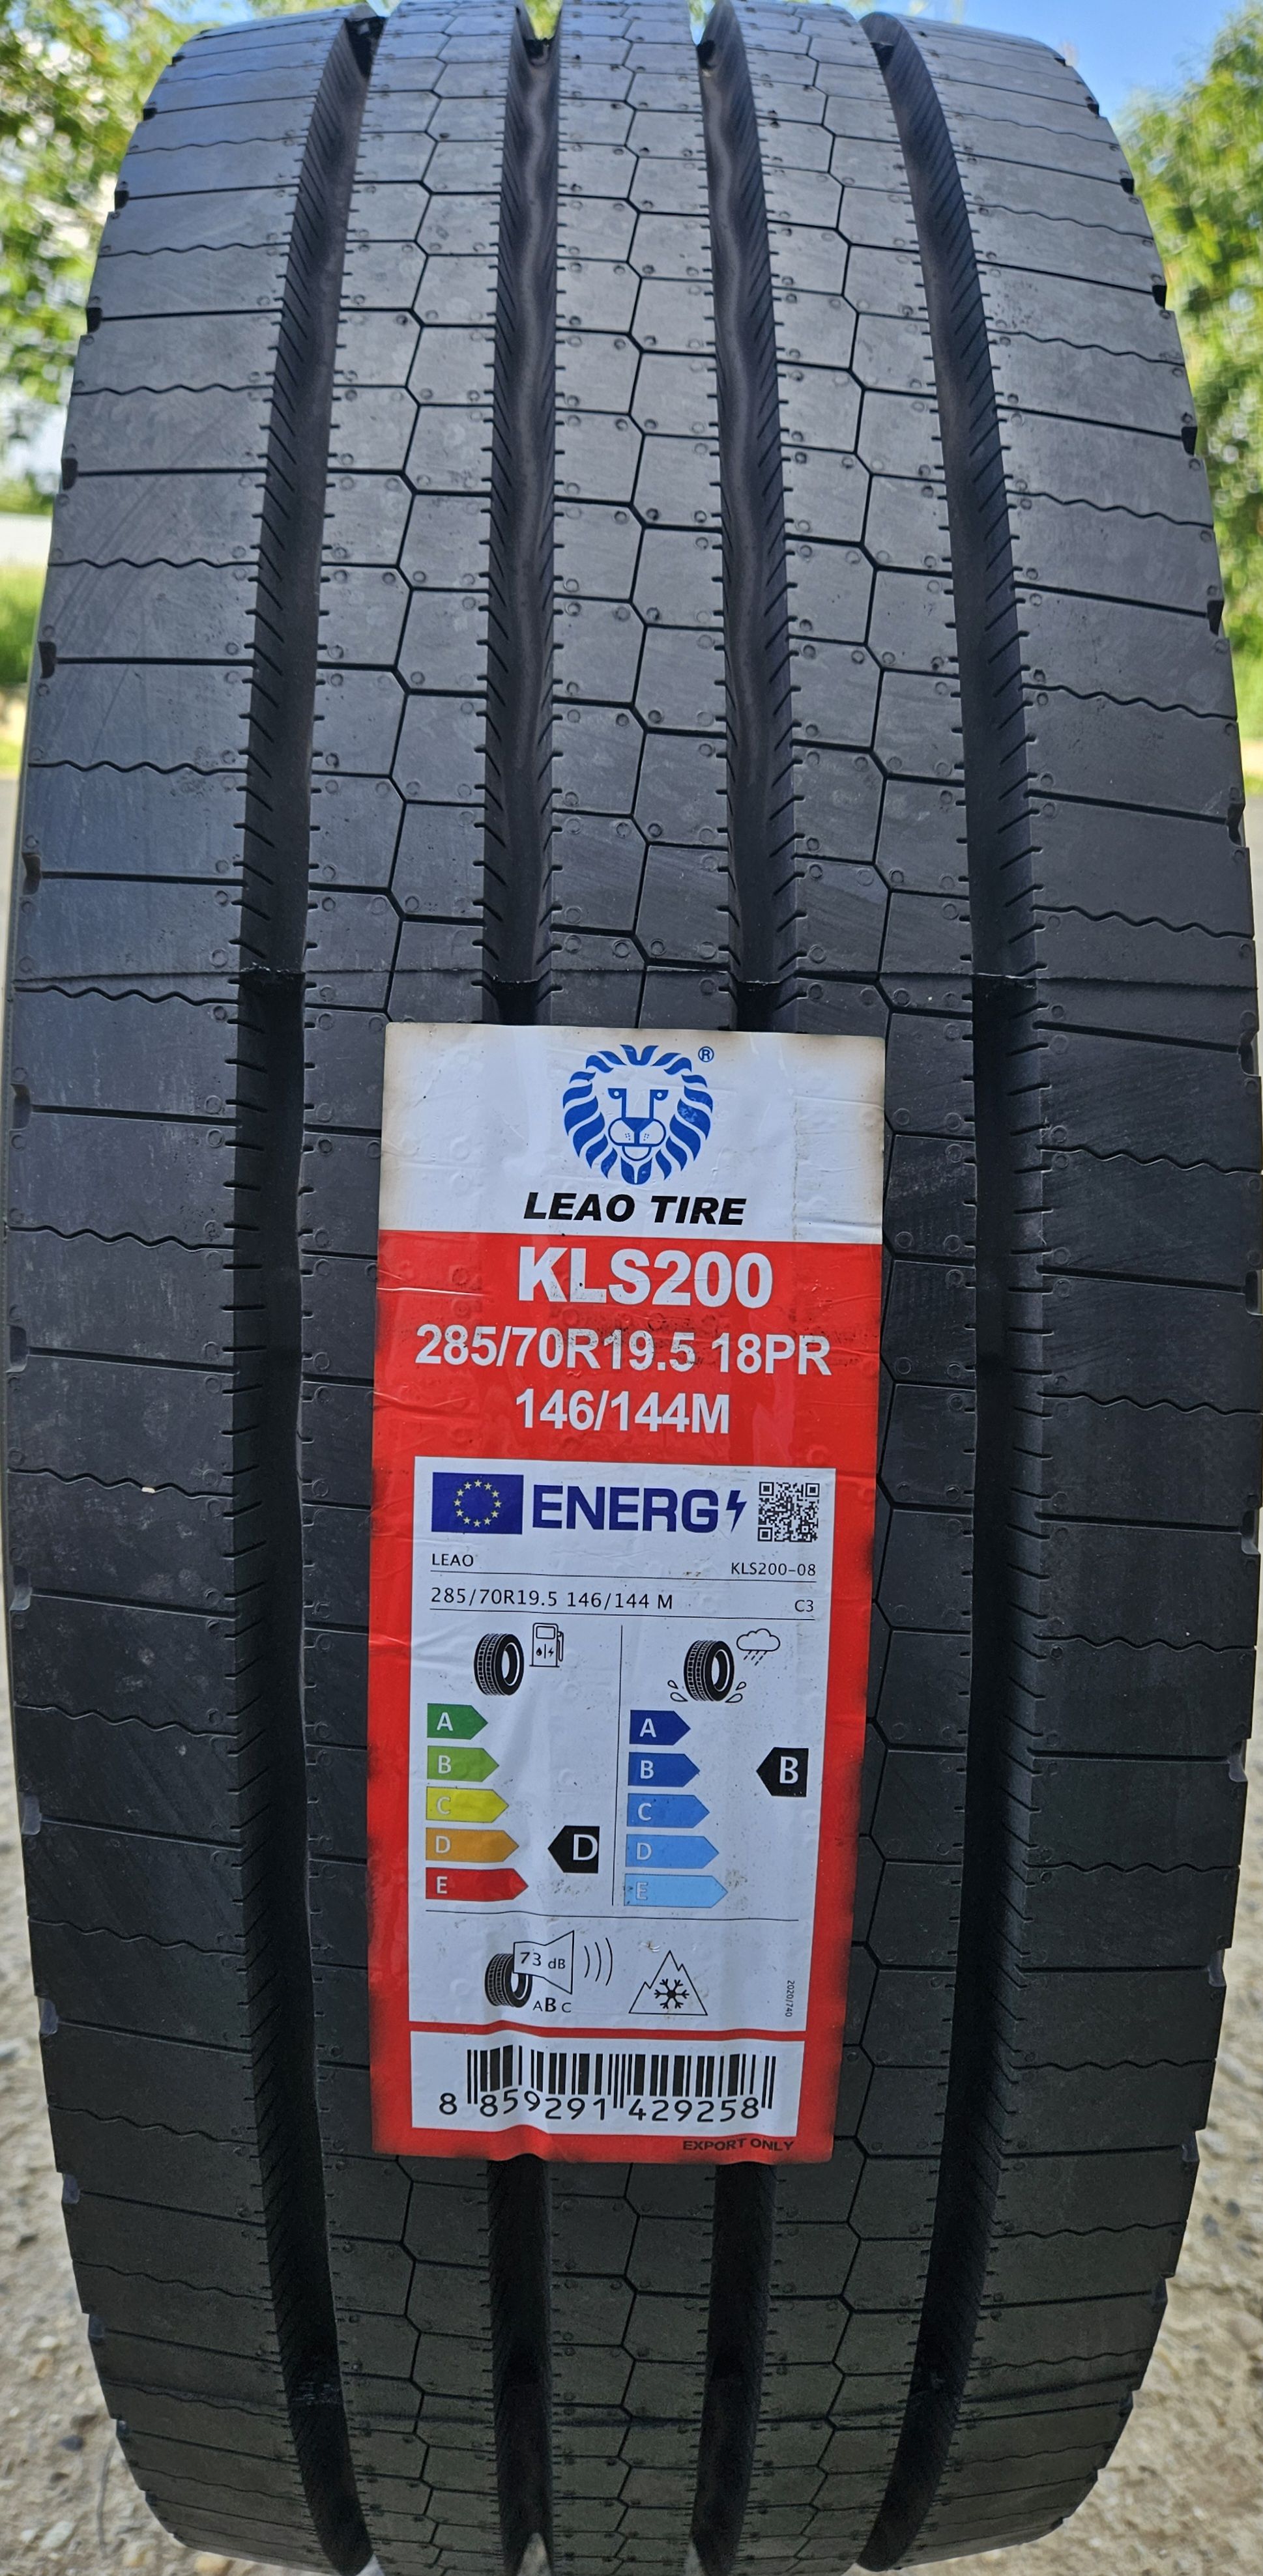 ®
LEAO TIRE
KLS200
285/70R19.5 18PR
146/144M
ENERG
LEAO KLS200-08
285/70R19.5 146/144 M C3
A A
B B B
C C
D D D
E E
73 dB
ABC
2020/740
8 859291 429258
EXPORT ONLY